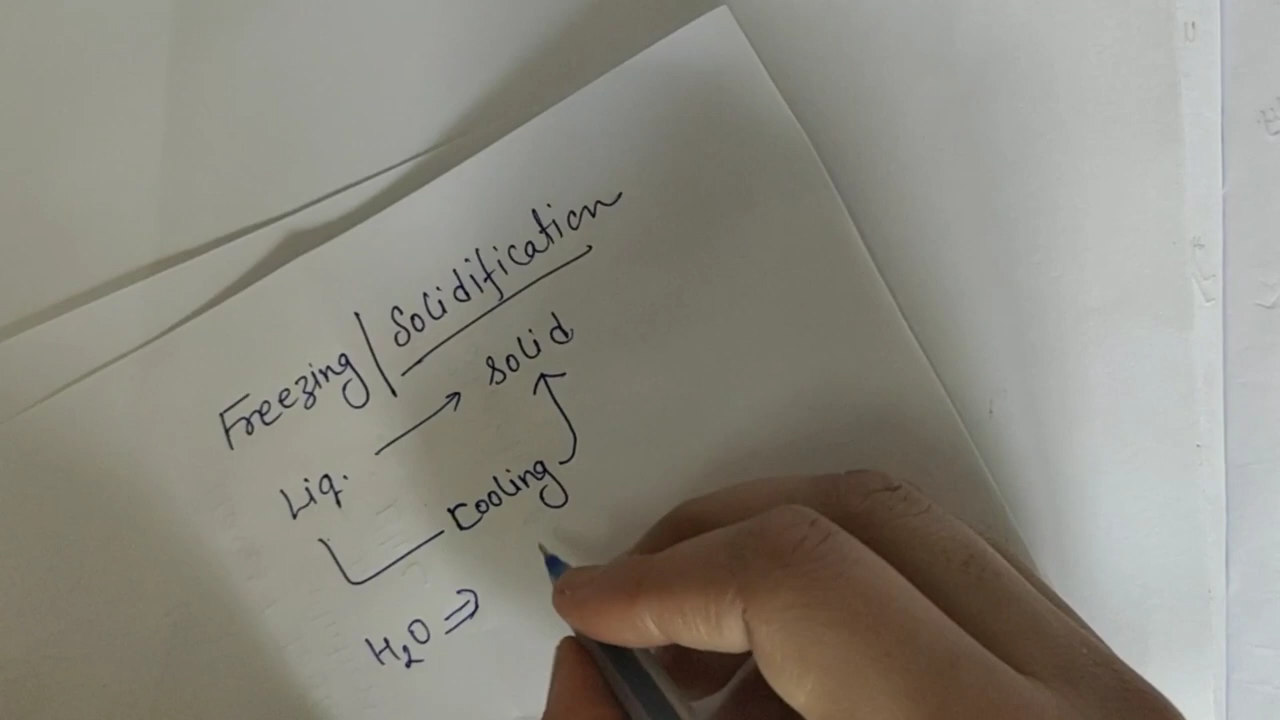 Freezing/Solidification
Liq. → solid
cooling
H₂O ⇒